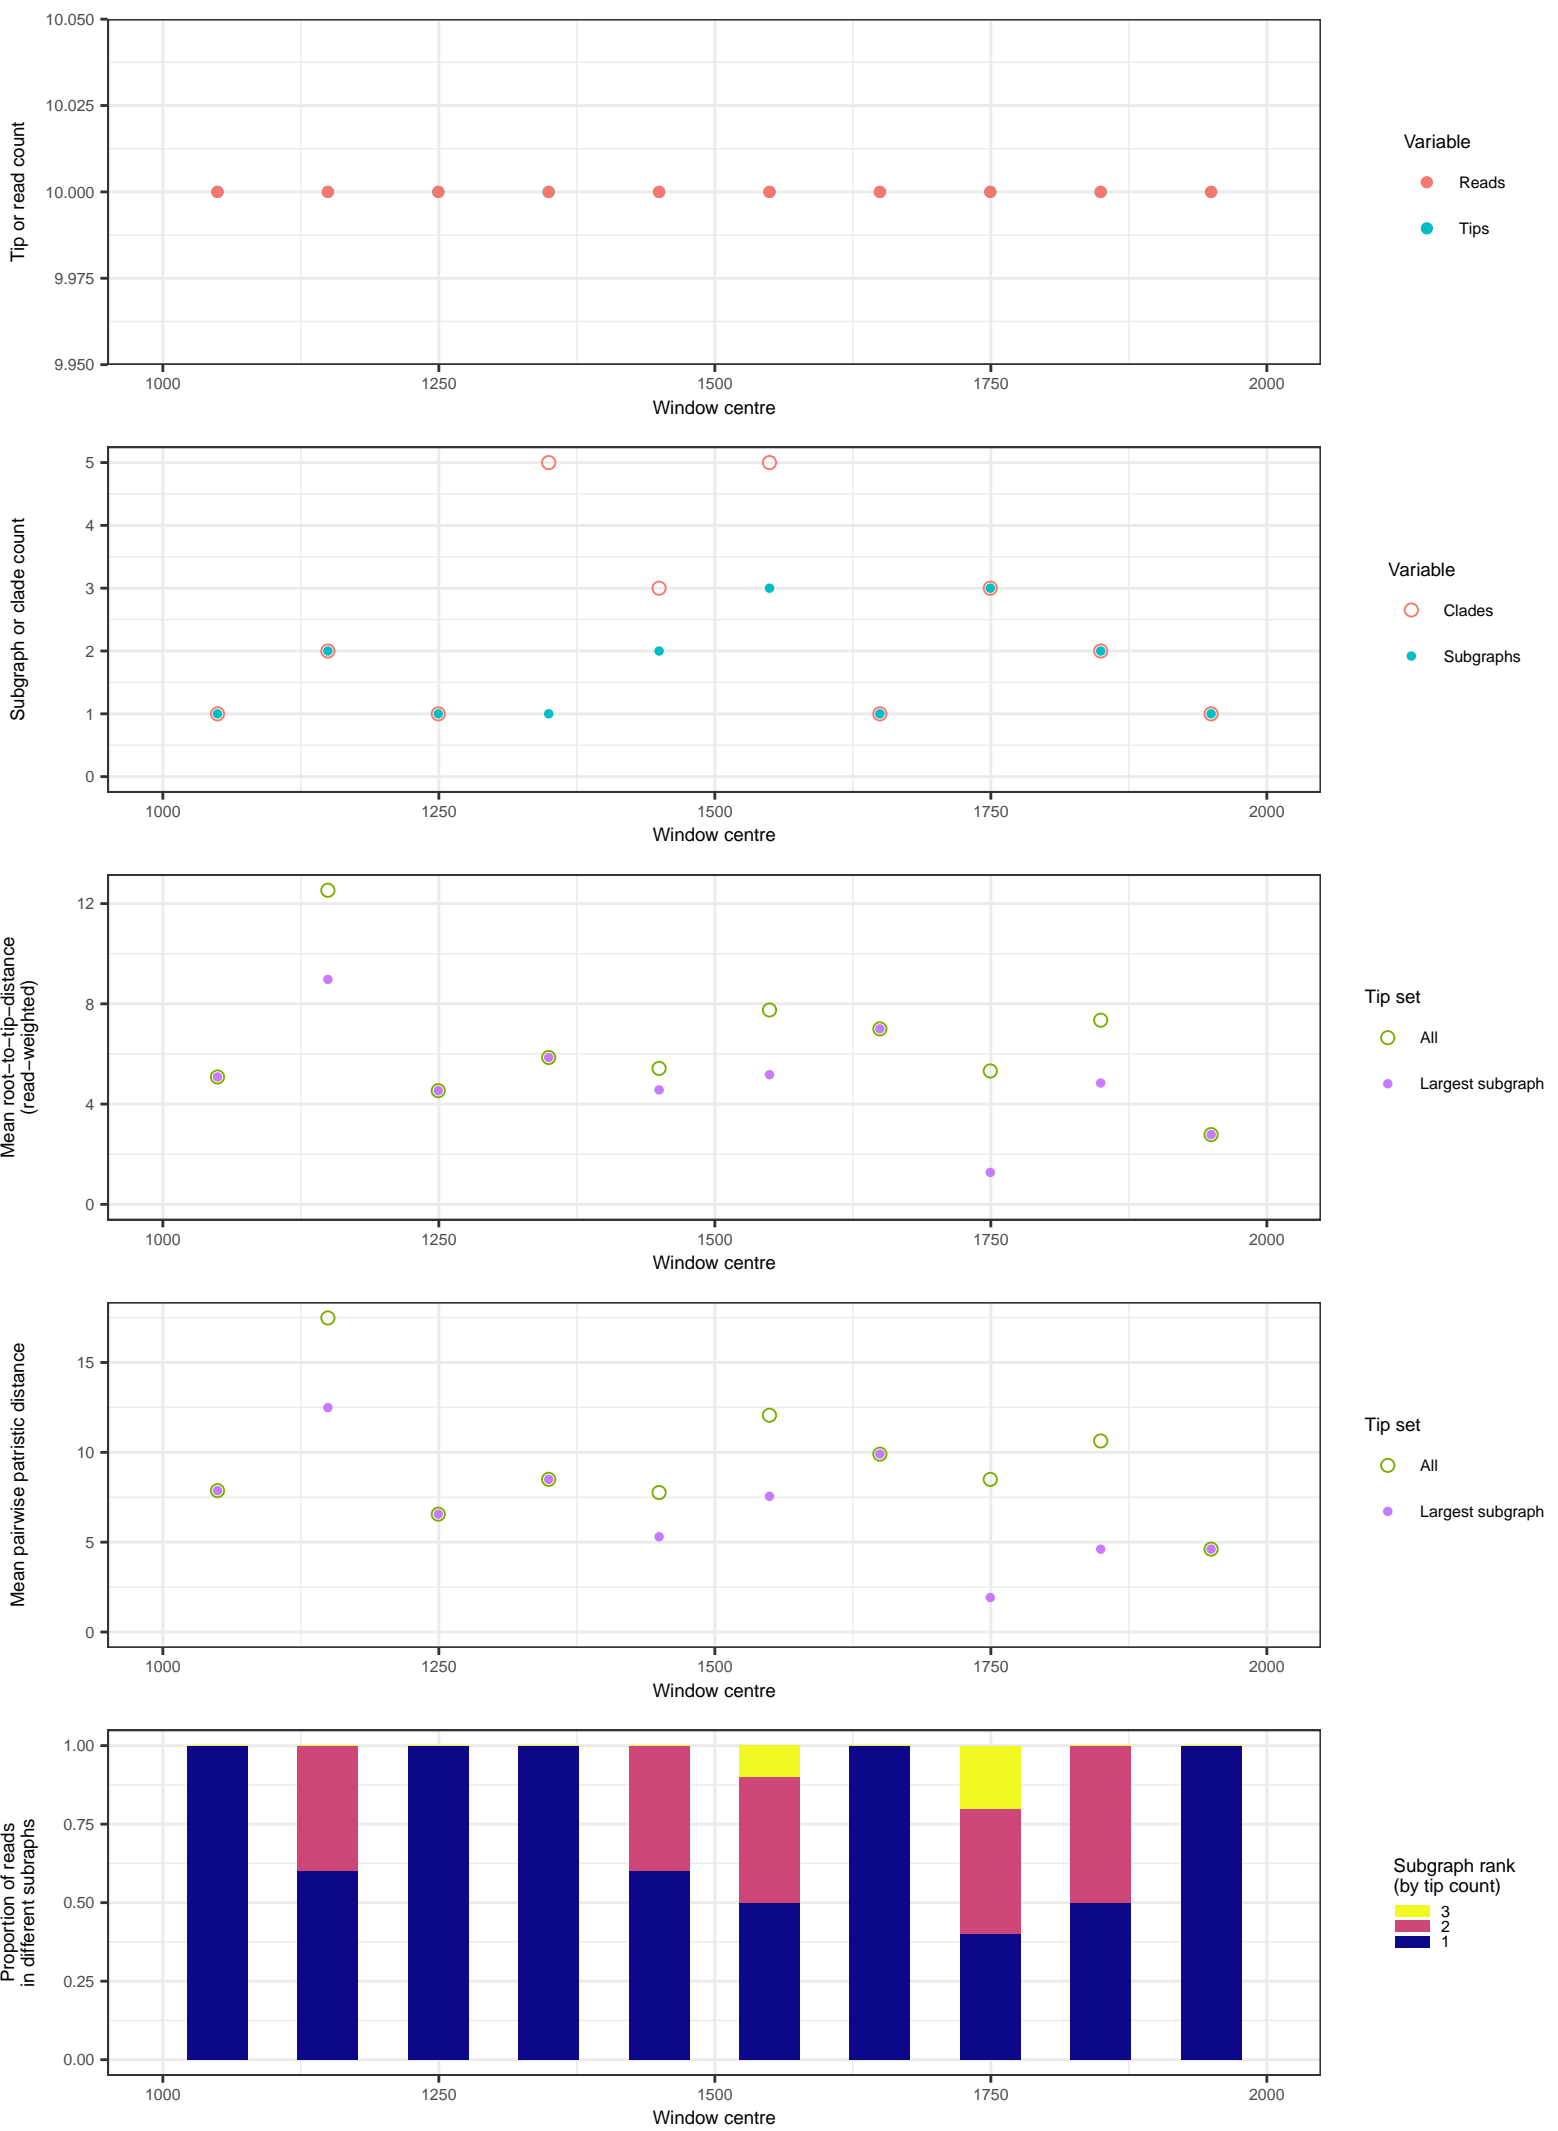 Tip or read count
10.050
10.025
10.000
9.975
9.950
1000 1250 1500 1750 2000
Window centre
Variable
Reads
Tips
Subgraph or clade count
5
4
3
2
1
0
1000 1250 1500 1750 2000
Window centre
Variable
Clades
Subgraphs
Mean root−to−tip−distance
(read−weighted)
12
8
4
0
1000 1250 1500 1750 2000
Window centre
Tip set
All
Largest subgraph
Mean pairwise patristic distance
15
10
5
0
1000 1250 1500 1750 2000
Window centre
Tip set
All
Largest subgraph
Proportion of reads
in different subraphs
1.00
0.75
0.50
0.25
0.00
1000 1250 1500 1750 2000
Window centre
Subgraph rank
(by tip count)
3
2
1